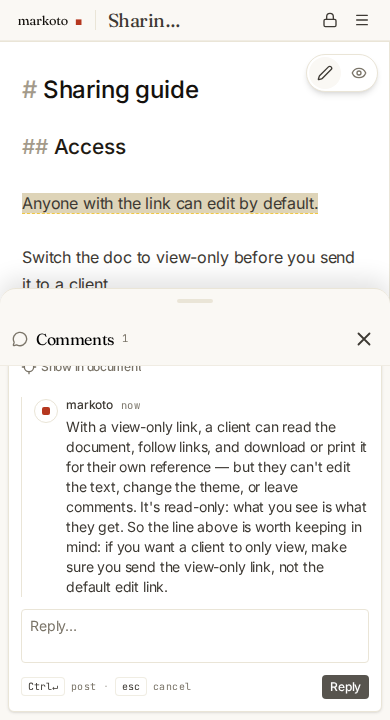 markoto
Sharin...
# Sharing guide
## Access
Anyone with the link can edit by default.
Switch the doc to view-only before you send
it to a client
Comments 1
Show in document
markoto now
With a view-only link, a client can read the
document, follow links, and download or print it
for their own reference — but they can't edit
the text, change the theme, or leave
comments. It's read-only: what you see is what
they get. So the line above is worth keeping in
mind: if you want a client to only view, make
sure you send the view-only link, not the
default edit link.
Reply...
Ctrl↵ post · esc cancel
Reply